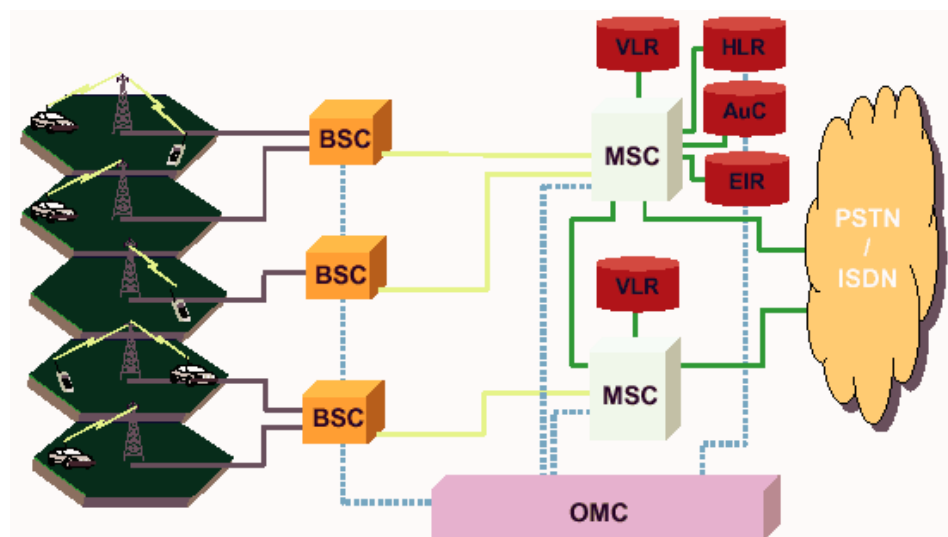 VLR
HLR
AuC
EIR
BSC
MSC
PSTN
/
ISDN
BSC
VLR
BSC
MSC
OMC